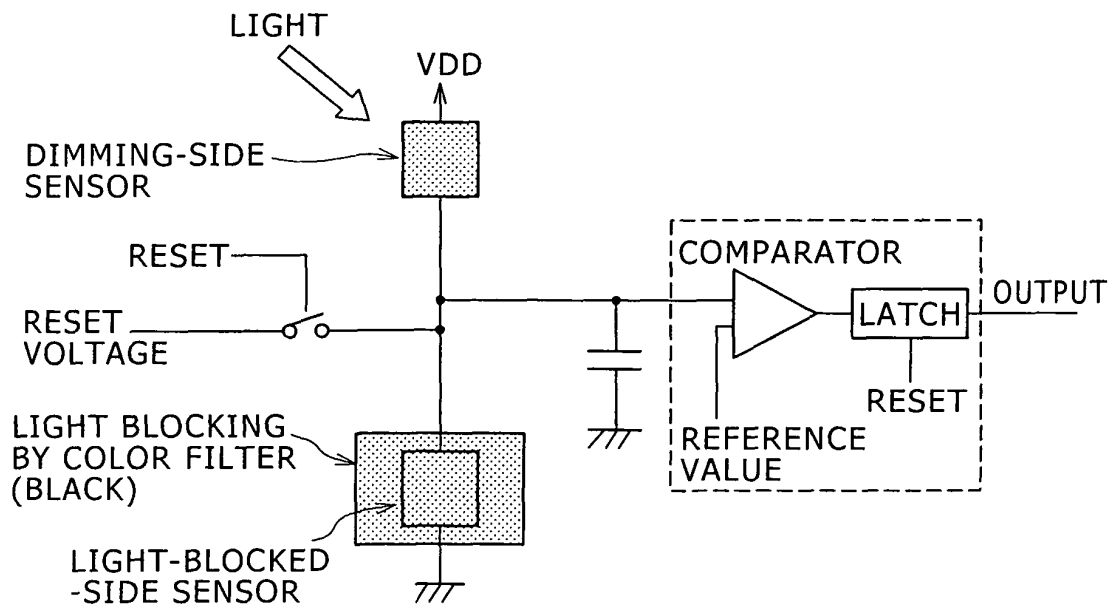 LIGHT
VDD
DIMMING-SIDE
SENSOR
RESET
RESET
VOLTAGE
COMPARATOR
OUTPUT
LATCH
RESET
REFERENCE
VALUE
LIGHT BLOCKING
BY COLOR FILTER
(BLACK)
LIGHT-BLOCKED
-SIDE SENSOR